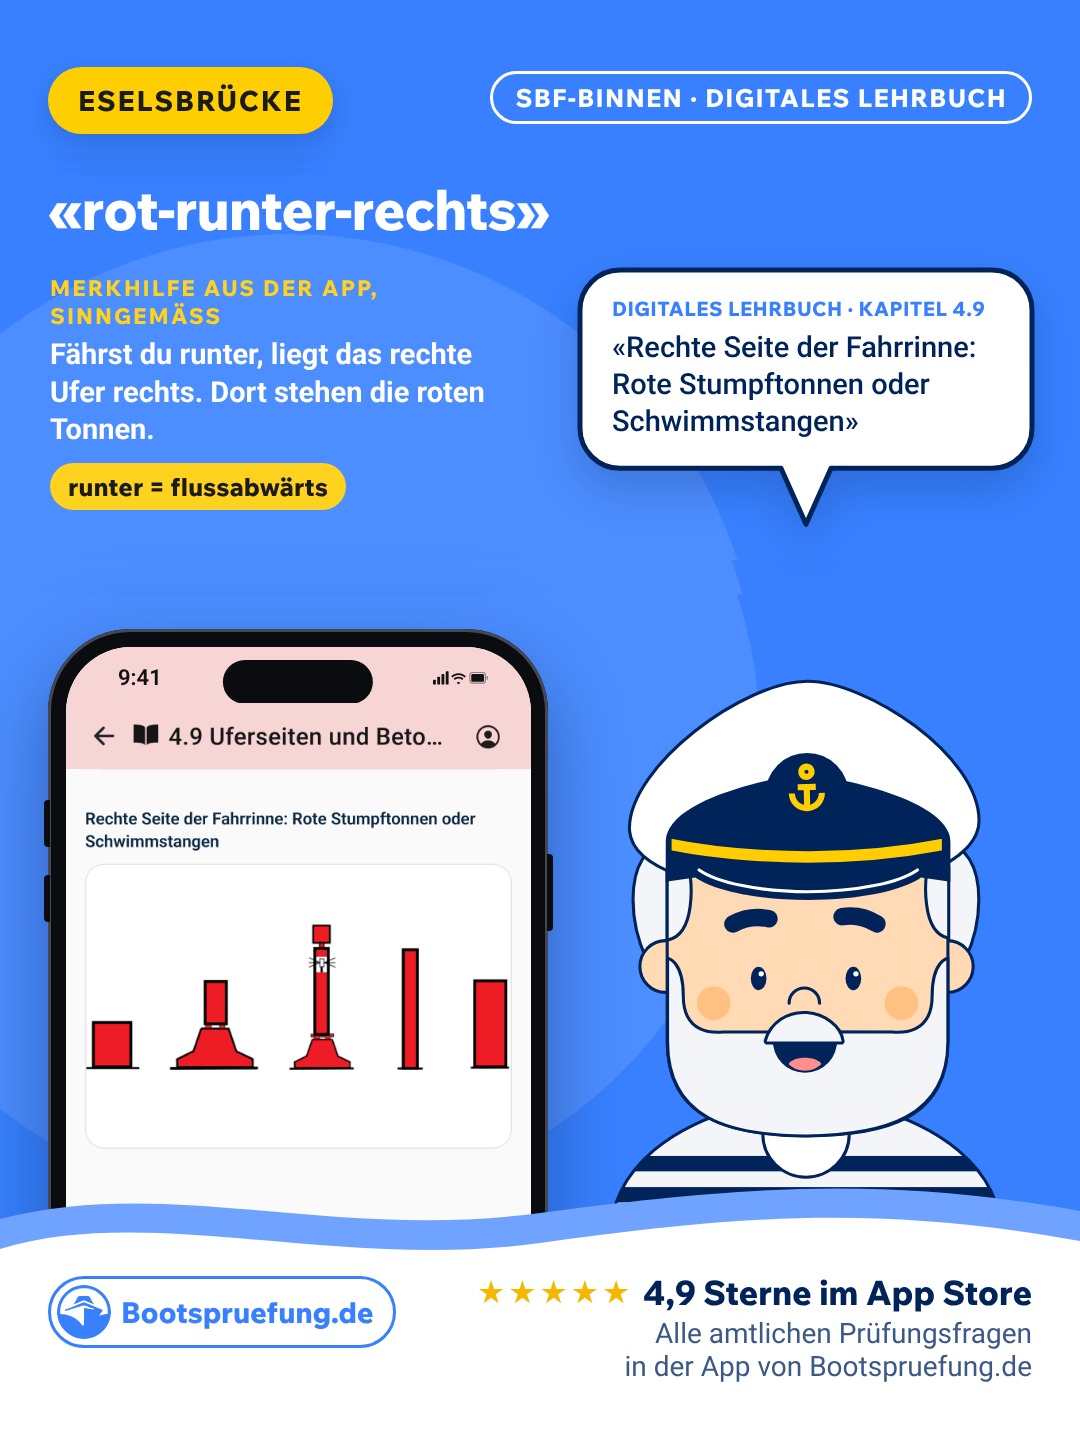 ESELSBRÜCKE
SBF-BINNEN · DIGITALES LEHRBUCH
«rot-runter-rechts»
MERKHILFE AUS DER APP,
SINNGEMÄSS
Fährst du runter, liegt das rechte
Ufer rechts. Dort stehen die roten
Tonnen.
runter = flussabwärts
DIGITALES LEHRBUCH · KAPITEL 4.9
«Rechte Seite der Fahrrinne:
Rote Stumpftonnen oder
Schwimmstangen»
9:41
4.9 Uferseiten und Beto...
Rechte Seite der Fahrrinne: Rote Stumpftonnen oder
Schwimmstangen
Bootspruefung.de
★★★★★ 4,9 Sterne im App Store
Alle amtlichen Prüfungsfragen
in der App von Bootspruefung.de